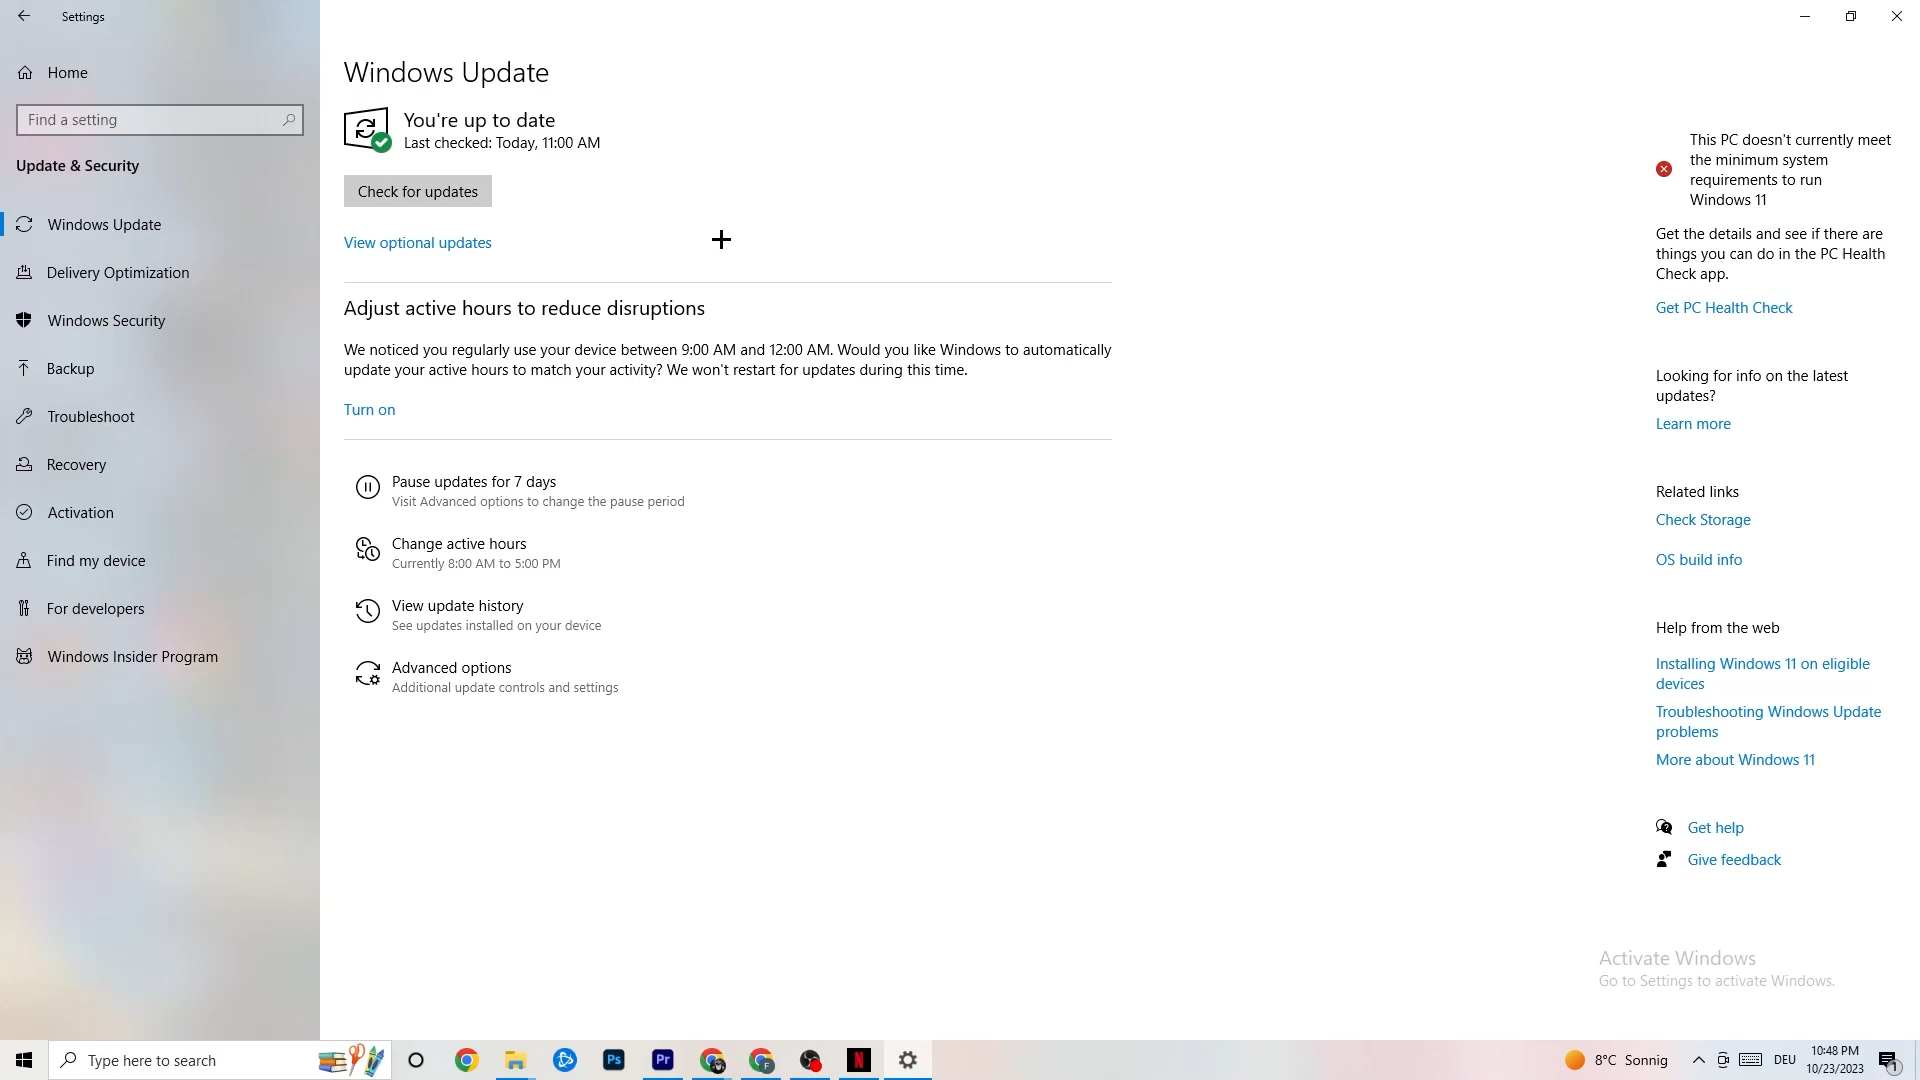 Settings
Home
Find a setting
Update & Security
Windows Update
Delivery Optimization
Windows Security
Backup
Troubleshoot
Recovery
Activation
Find my device
For developers
Windows Insider Program
Windows Update
You're up to date
Last checked: Today, 11:00 AM
Check for updates
View optional updates
Adjust active hours to reduce disruptions
We noticed you regularly use your device between 9:00 AM and 12:00 AM. Would you like Windows to automatically
update your active hours to match your activity? We won't restart for updates during this time.
Turn on
Pause updates for 7 days
Visit Advanced options to change the pause period
Change active hours
Currently 8:00 AM to 5:00 PM
View update history
See updates installed on your device
Advanced options
Additional update controls and settings
This PC doesn't currently meet
the minimum system
requirements to run
Windows 11
Get the details and see if there are
things you can do in the PC Health
Check app.
Get PC Health Check
Looking for info on the latest
updates?
Learn more
Related links
Check Storage
OS build info
Help from the web
Installing Windows 11 on eligible
devices
Troubleshooting Windows Update
problems
More about Windows 11
Get help
Give feedback
Activate Windows
Go to Settings to activate Windows.
Type here to search
Ps
Pr
F
N
8°C Sonnig
DEU
10:48 PM
10/23/2023
1